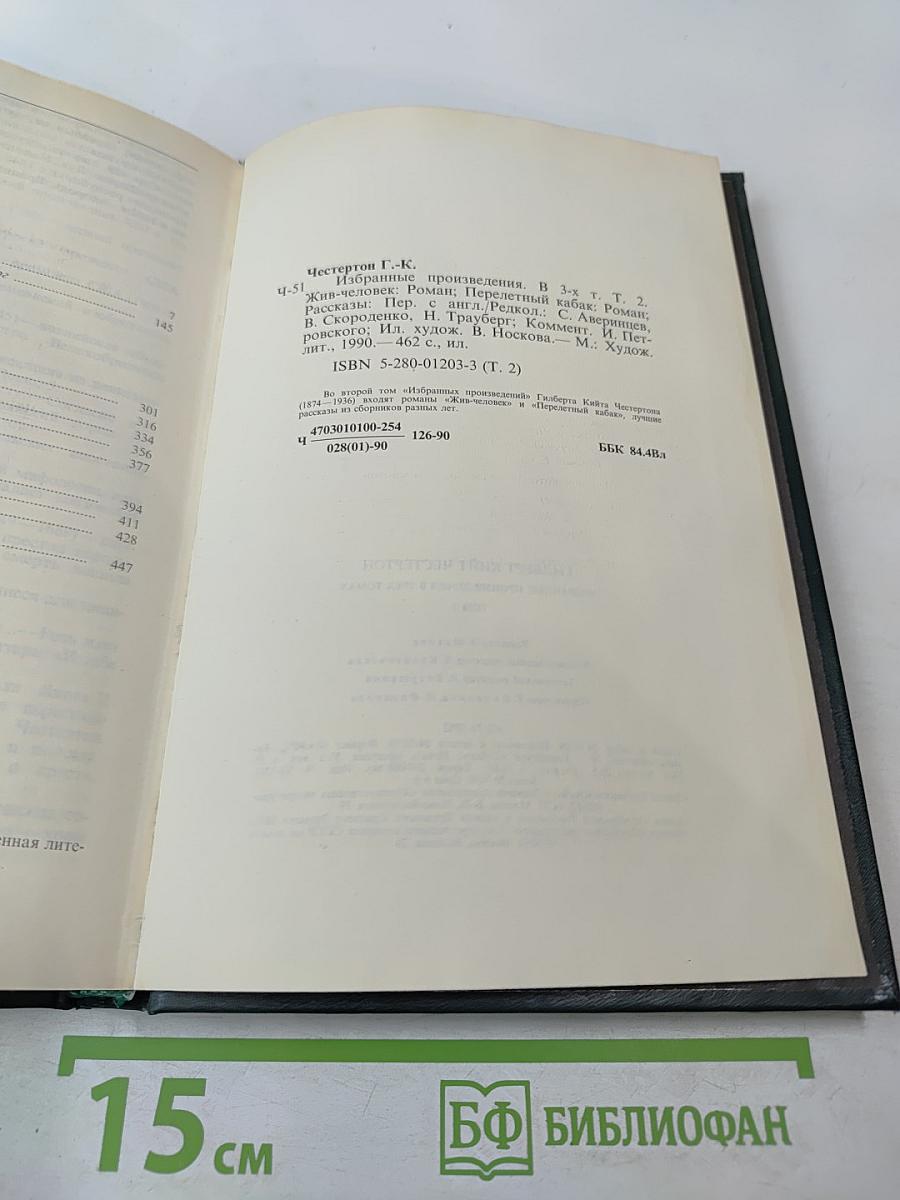 7
145
301
316
334
356
377
394
411
428
447
енная лите-
Честертон Г.-К.
Ч-51 Избранные произведения. В 3-х т. Т. 2.
Жив-человек: Роман; Перелетный кабак: Роман;
Рассказы: Пер. с англ./Редкол.: С. Аверинцев,
В. Скороденко, Н. Трауберг; Коммент. И. Пет-
ровского; Ил. худож. В. Носкова.— М.: Худож.
лит., 1990.— 462 с., ил.
ISBN 5-280-01203-3 (Т. 2)
Во второй том «Избранных произведений» Гилберта Кийта Честертона
(1874—1936) входят романы «Жив-человек» и «Перелетный кабак», лучшие
рассказы из сборников разных лет.
Ч 4703010100-254 126-90
028(01)-90
ББК 84.4Вл
15 см
БФ БИБЛИОФАН